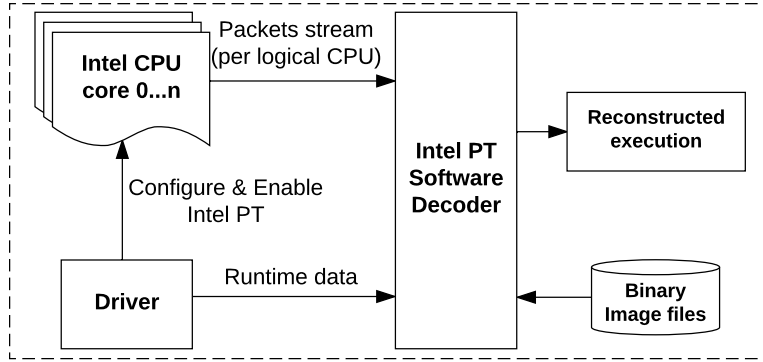 Packets stream
(per logical CPU)
Intel CPU
core 0...n
Reconstructed
execution
Intel PT
Software
Decoder
Configure & Enable
Intel PT
Runtime data
Driver
Binary
Image files